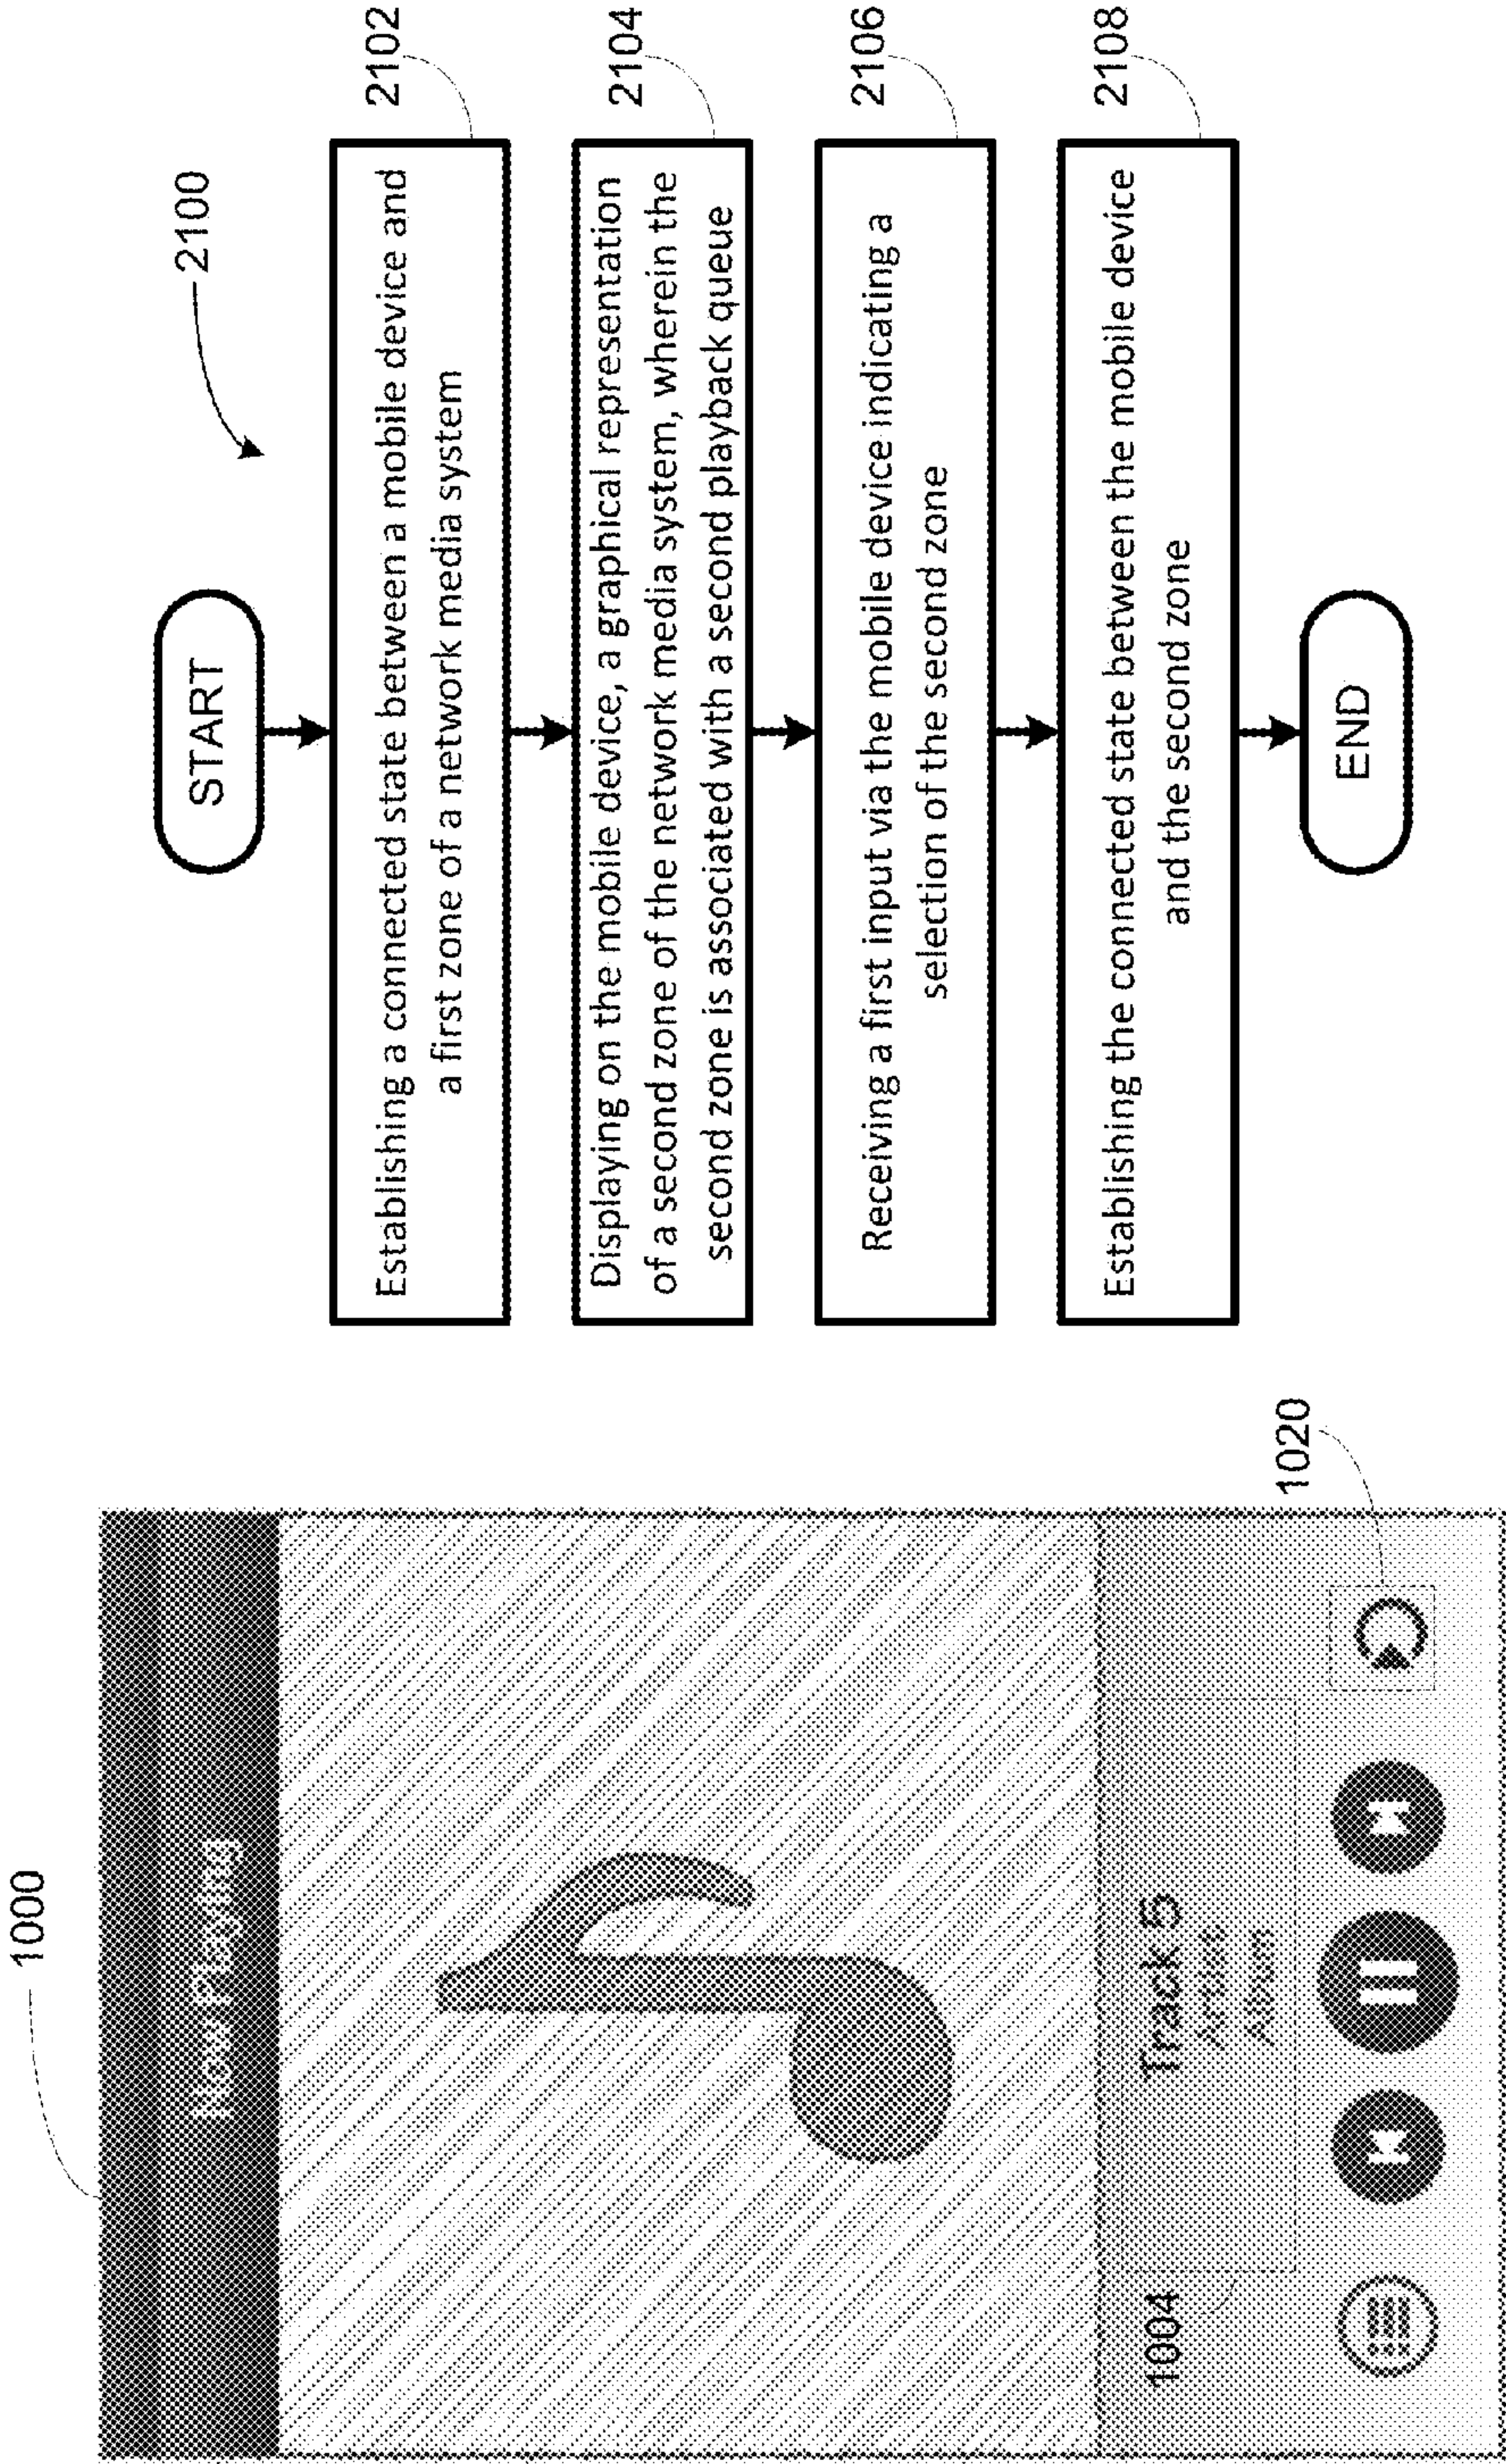 1000
Now Playing
1004
Track 5
Artist
Album
1020
START
2100
Establishing a connected state between a mobile device and
a first zone of a network media system
2102
Displaying on the mobile device, a graphical representation
of a second zone of the network media system, wherein the
second zone is associated with a second playback queue
2104
Receiving a first input via the mobile device indicating a
selection of the second zone
2106
Establishing the connected state between the mobile device
and the second zone
2108
END